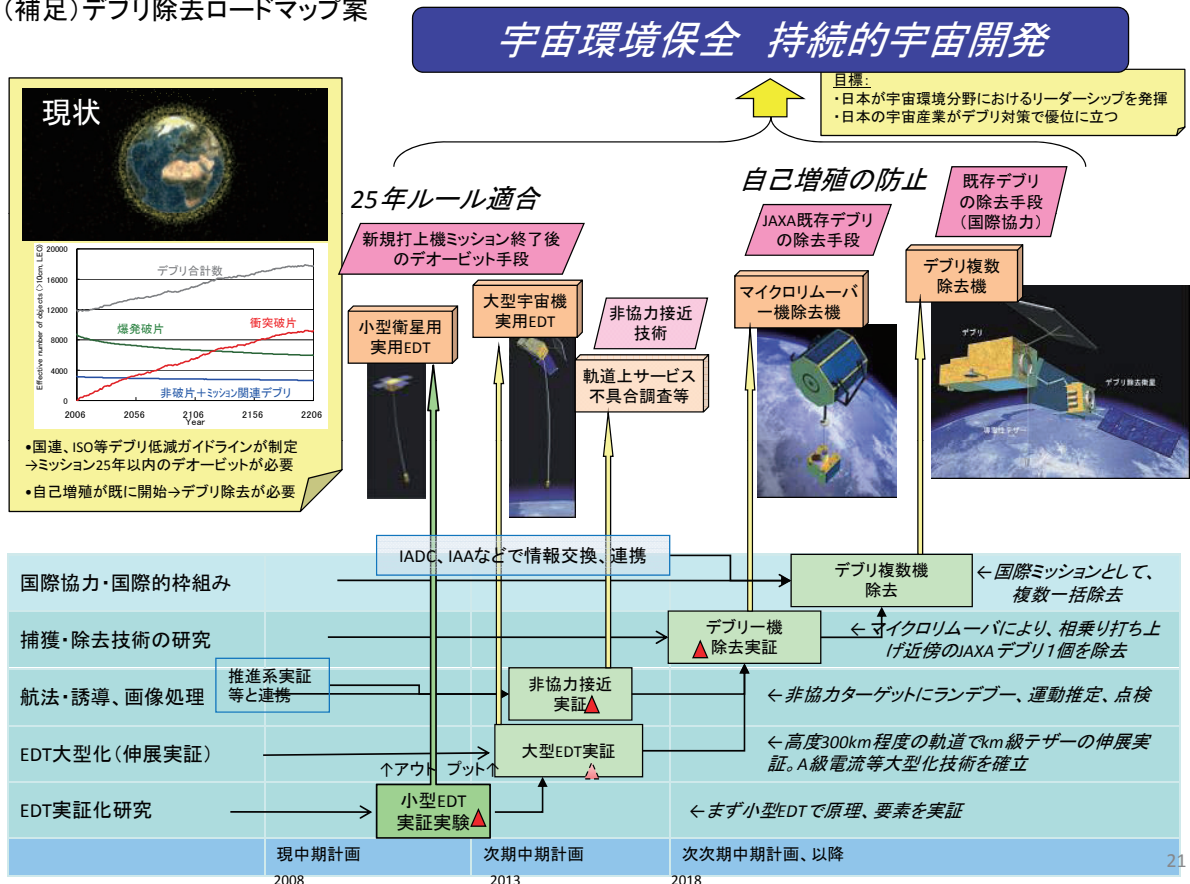 (補足)デブリ除去ロードマップ案
宇宙環境保全 持続的宇宙開発
目標:
・日本が宇宙環境分野におけるリーダーシップを発揮
・日本の宇宙産業がデブリ対策で優位に立つ
現状
Effective number of objects (>10cm, LEO)
20000
16000
12000
8000
4000
0
デブリ合計数
爆発破片
衝突破片
非破片+ミッション関連デブリ
2006
2056
2106
2156
2206
Year
•国連、ISO等デブリ低減ガイドラインが制定
→ミッション25年以内のデオービットが必要
•自己増殖が既に開始→デブリ除去が必要
25年ルール適合
自己増殖の防止
新規打上機ミッション終了後
のデオービット手段
JAXA既存デブリ
の除去手段
既存デブリ
の除去手段
(国際協力)
小型衛星用
実用EDT
大型宇宙機
実用EDT
非協力接近
技術
軌道上サービス
不具合調査等
マイクロリムーバ
一機除去機
デブリ複数
除去機
デブリ
デブリ除去衛星
導電性テザー
IADC、IAAなどで情報交換、連携
国際協力・国際的枠組み
デブリ複数機
除去
←国際ミッションとして、
複数一括除去
捕獲・除去技術の研究
デブリ一機
除去実証
←マイクロリムーバにより、相乗り打ち上
げ近傍のJAXAデブリ1個を除去
航法・誘導、画像処理
推進系実証
等と連携
非協力接近
実証
←非協力ターゲットにランデブー、運動推定、点検
EDT大型化(伸展実証)
大型EDT実証
←高度300km程度の軌道でkm級テザーの伸展実
証。A級電流等大型化技術を確立
↑アウトプット↑
EDT実証化研究
小型EDT
実証実験
←まず小型EDTで原理、要素を実証
現中期計画
次期中期計画
次次期中期計画、以降
2008
2013
2018
21